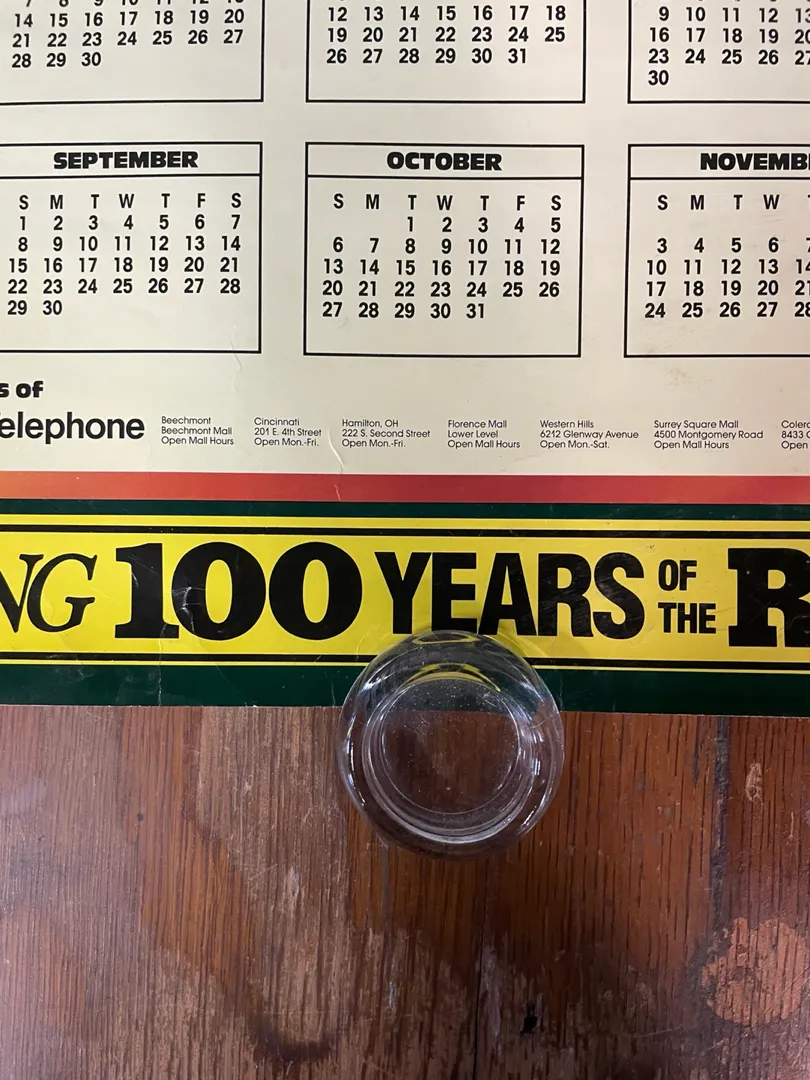 14 15 16 17 18 19 20
21 22 23 24 25 26 27
28 29 30
12 13 14 15 16 17 18
19 20 21 22 23 24 25
26 27 28 29 30 31
9 10 11 12
16 17 18 19
23 24 25 26
30
SEPTEMBER
S M T W T F S
1 2 3 4 5 6 7
8 9 10 11 12 13 14
15 16 17 18 19 20 21
22 23 24 25 26 27 28
29 30
OCTOBER
S M T W T F S
1 2 3 4 5
6 7 8 9 10 11 12
13 14 15 16 17 18 19
20 21 22 23 24 25 26
27 28 29 30 31
NOVEMB
S M T W
3 4 5 6
10 11 12 13
17 18 19 20
24 25 26 27
s of
elephone
Beechmont
Beechmont Mall
Open Mall Hours
Cincinnati
201 E. 4th Street
Open Mon.-Fri.
Hamilton, OH
222 S. Second Street
Open Mon.-Fri.
Florence Mall
Lower Level
Open Mall Hours
Western Hills
6212 Glenway Avenue
Open Mon.-Sat.
Surrey Square Mall
4500 Montgomery Road
Open Mall Hours
Colera
8433
Open
NG 100 YEARS OF THE R